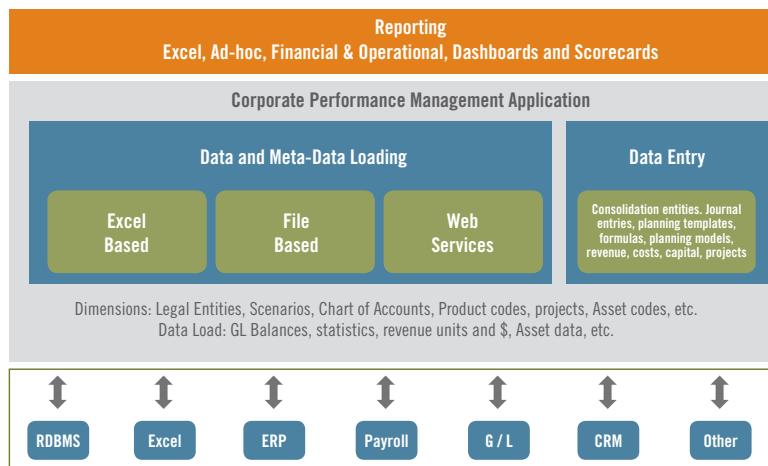 Reporting
Excel, Ad-hoc, Financial & Operational, Dashboards and Scorecards
Corporate Performance Management Application
Data and Meta-Data Loading
Data Entry
Excel
Based
File
Based
Web
Services
Consolidation entities. Journal
entries, planning templates,
formulas, planning models,
revenue, costs, capital, projects
Dimensions: Legal Entities, Scenarios, Chart of Accounts, Product codes, projects, Asset codes, etc.
Data Load: GL Balances, statistics, revenue units and $, Asset data, etc.
RDBMS
Excel
ERP
Payroll
G / L
CRM
Other